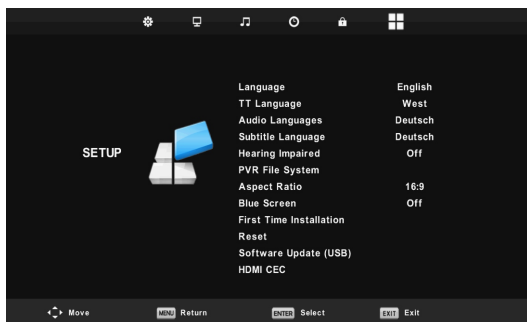 SETUP
Language English
TT Language West
Audio Languages Deutsch
Subtitle Language Deutsch
Hearing Impaired Off
PVR File System
Aspect Ratio 16:9
Blue Screen Off
First Time Installation
Reset
Software Update (USB)
HDMI CEC
Move MENU Return ENTER Select EXIT Exit